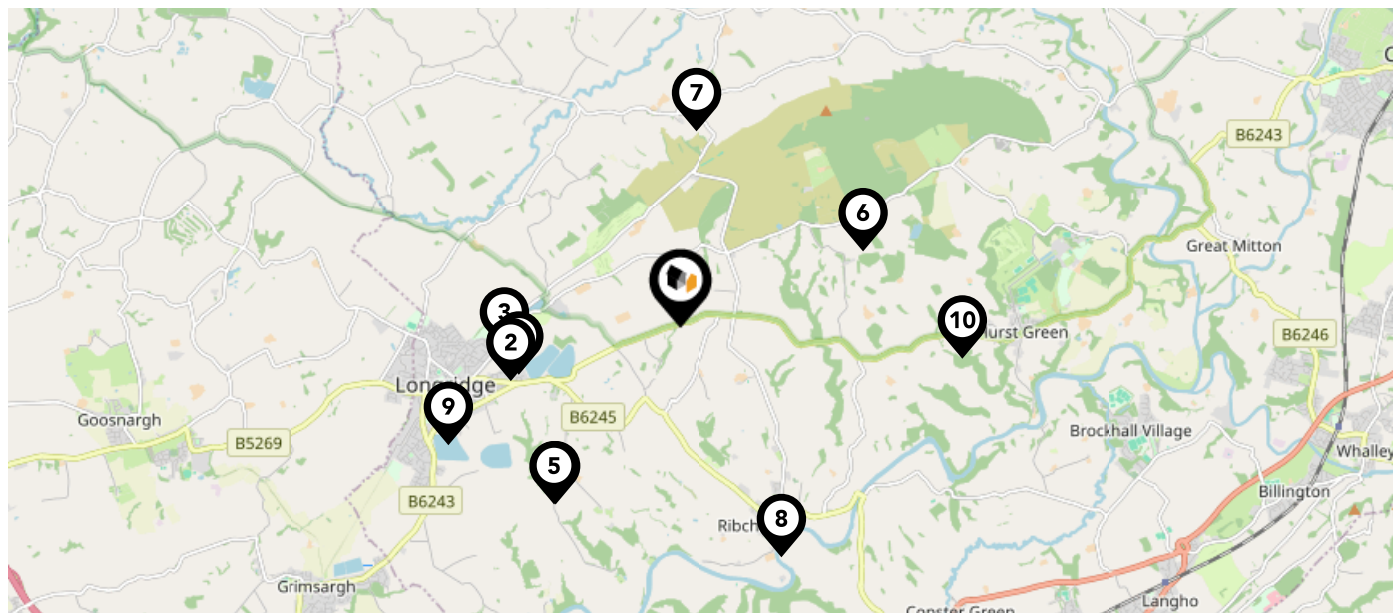 7
B6243
6
Great Mitton
3
2
10
urst Green
B6246
Longridge
9
Goosnargh
B6245
B5269
Brockhall Village
Whalley
5
B6243
Billington
Ribch
8
Grimsargh
Langho